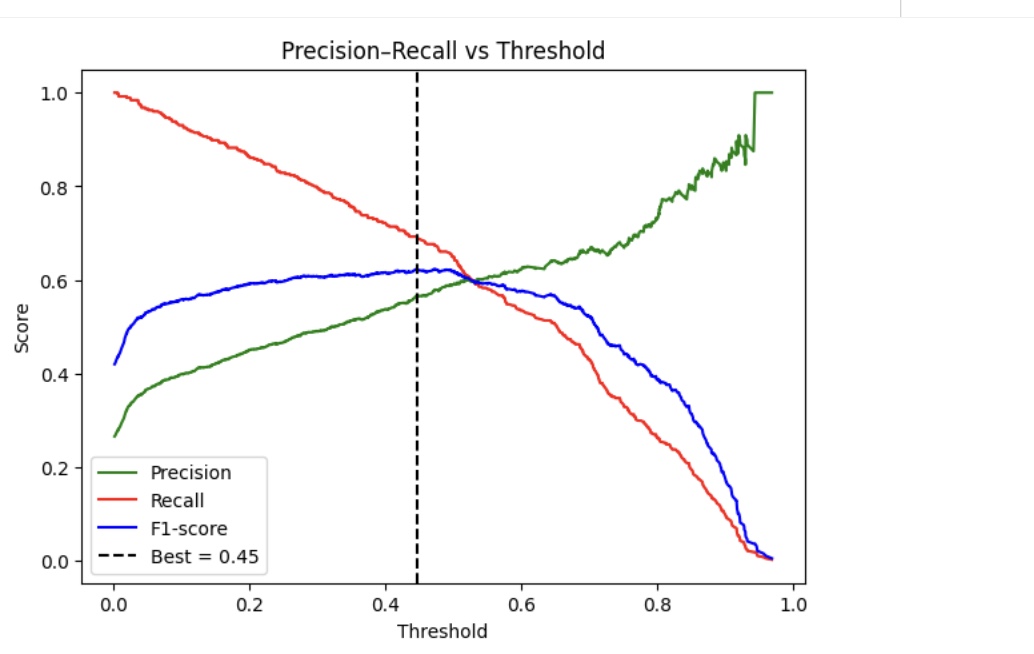 Precision–Recall vs Threshold
1.0
0.8
0.6
0.4
0.2
0.0
Score
Precision
Recall
F1-score
Best = 0.45
0.0 0.2 0.4 0.6 0.8 1.0
Threshold